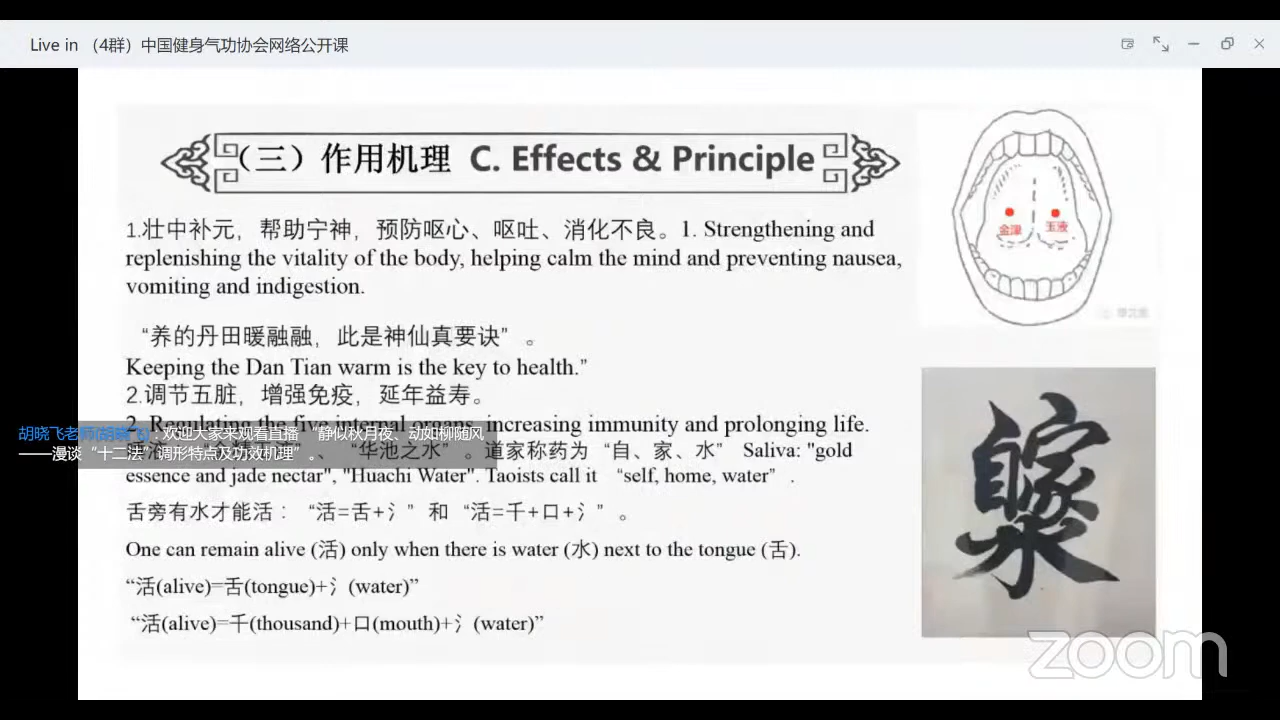 Live in （4群）中国健身气功协会网络公开课
（三）作用机理 C. Effects & Principle
1.壮中补元，帮助宁神，预防呕心、呕吐、消化不良。1. Strengthening and
replenishing the vitality of the body, helping calm the mind and preventing nausea,
vomiting and indigestion.
“养的丹田暖融融，此是神仙真要诀” 。
Keeping the Dan Tian warm is the key to health.”
2.调节五脏，增强免疫，延年益寿。
2. Regulating the five internal organs, increasing immunity and prolonging life.
胡晓飞老师(胡晓飞) : 欢迎大家来观看直播 “静似秋月夜、动如柳随风
——漫谈“十二法”调形特点及功效机理”。
、 “华池之水” 。道家称药为 “自、家、水” Saliva: "gold
essence and jade nectar", "Huachi Water". Taoists call it “self, home, water” .
舌旁有水才能活： “活=舌+氵” 和 “活=千+口+氵” 。
One can remain alive (活) only when there is water (水) next to the tongue (舌).
“活(alive)=舌(tongue)+氵(water)”
“活(alive)=千(thousand)+口(mouth)+氵(water)”
金津
玉液
zoom